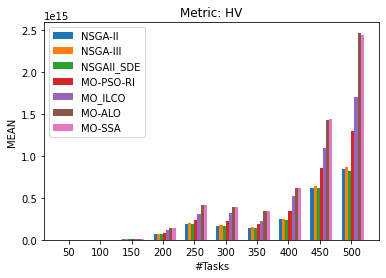 Metric: HV
1e15
NSGA-II
NSGA-III
NSGAII_SDE
MO-PSO-RI
MO_ILCO
MO-ALO
MO-SSA
2.5
2.0
1.5
1.0
0.5
0.0
MEAN
50 100 150 200 250 300 350 400 450 500
#Tasks